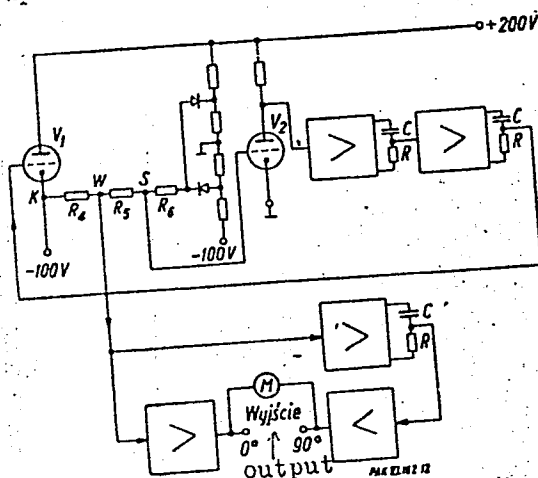 +200V
V1
V2
C
C
R
R
K
W
S
R4
R5
R6
-100V
-100V
C
R
M
Wyjście
0°
90°
output